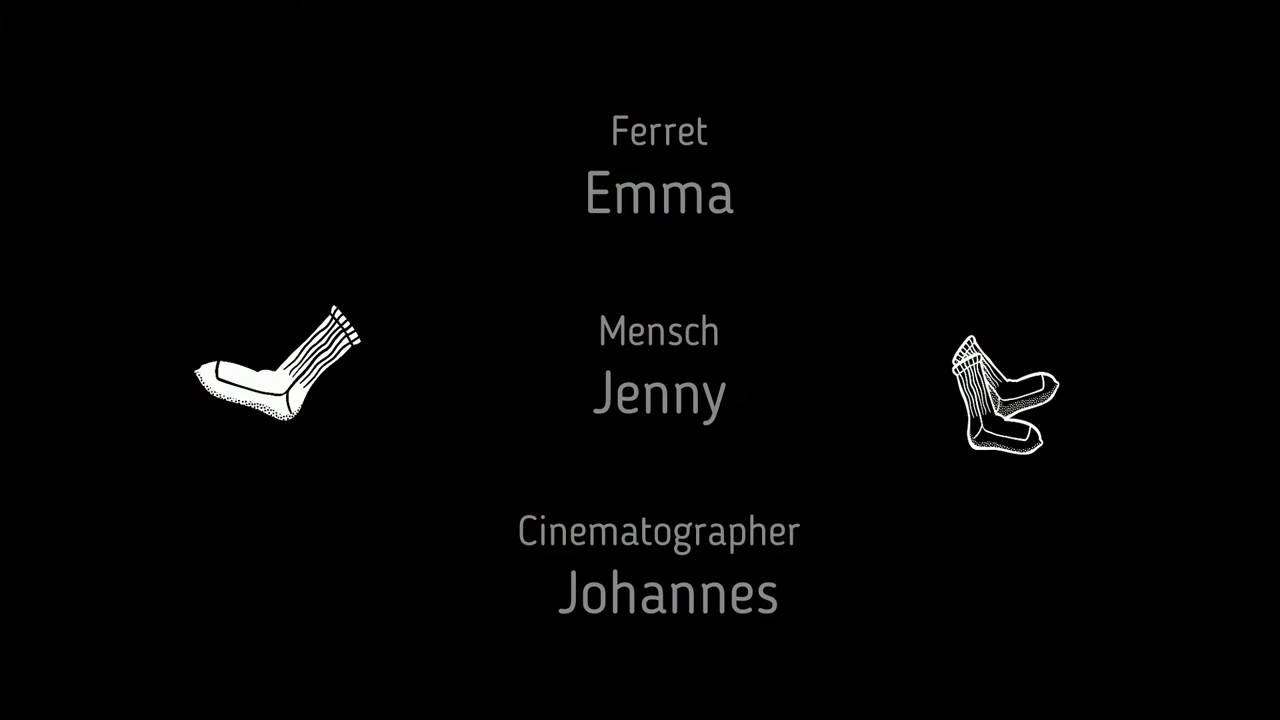 Ferret
Emma
Mensch
Jenny
Cinematographer
Johannes